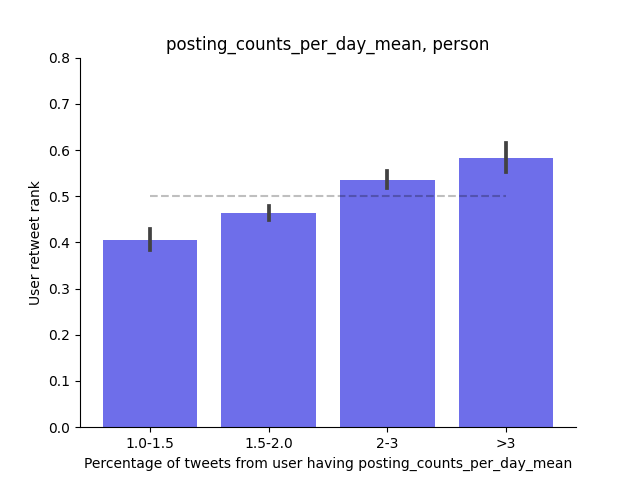 posting_counts_per_day_mean, person
0.8
0.7
0.6
0.5
0.4
0.3
0.2
0.1
0.0
User retweet rank
1.0-1.5 1.5-2.0 2-3 >3
Percentage of tweets from user having posting_counts_per_day_mean